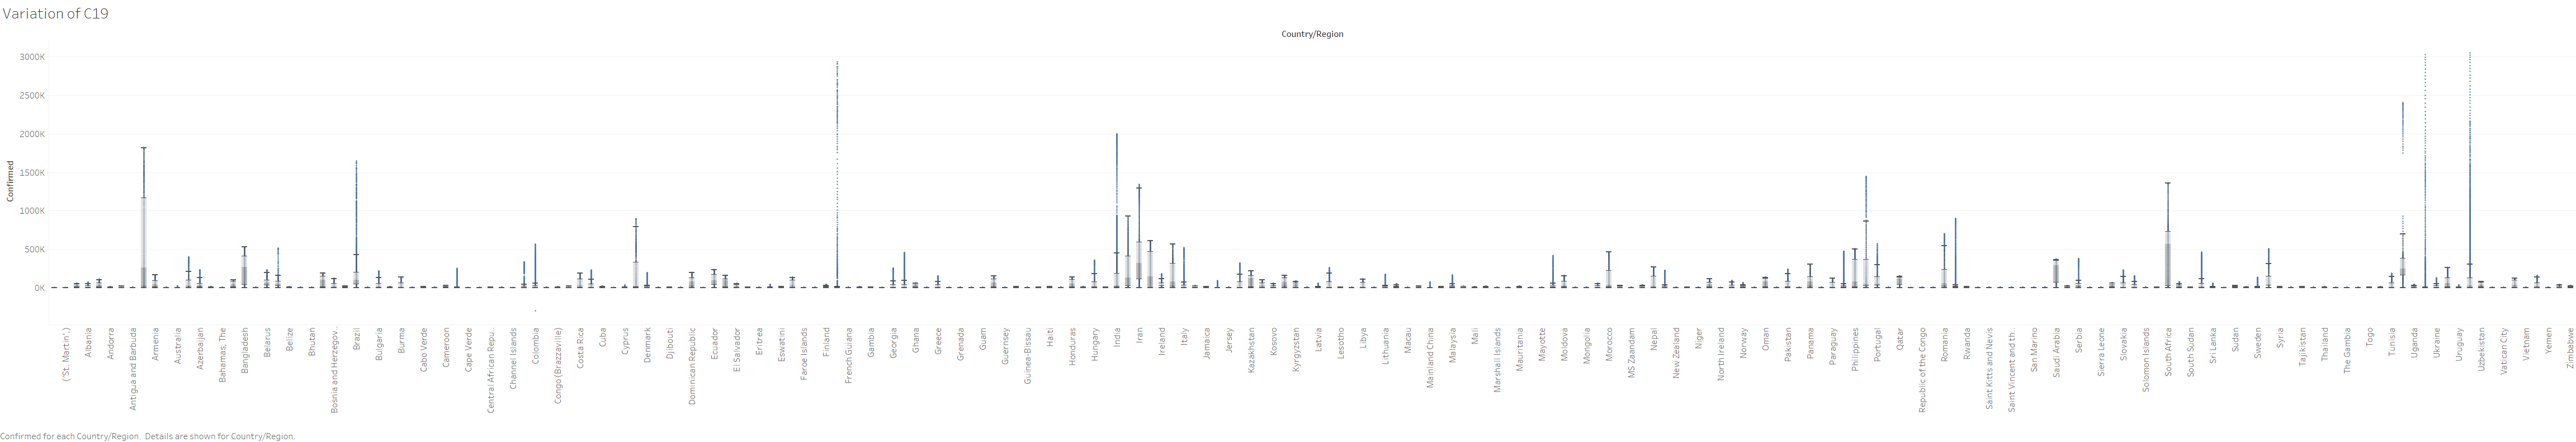 Variation of C19
Country/Region
Confirmed
3000K
2500K
2000K
1500K
1000K
500K
0K
('St. Martin',)
Albania
Andorra
Antigua and Barbuda
Armenia
Australia
Azerbaijan
Bahamas, The
Bangladesh
Belarus
Belize
Bhutan
Bosnia and Herzegov..
Brazil
Bulgaria
Burma
Cabo Verde
Cameroon
Cape Verde
Central African Repu..
Channel Islands
Colombia
Congo (Brazzaville)
Costa Rica
Cuba
Cyprus
Denmark
Djibouti
Dominican Republic
Ecuador
El Salvador
Eritrea
Eswatini
Faroe Islands
Finland
French Guiana
Gambia
Georgia
Ghana
Greece
Grenada
Guam
Guernsey
Guinea-Bissau
Haiti
Honduras
Hungary
India
Iran
Ireland
Italy
Jamaica
Jersey
Kazakhstan
Kosovo
Kyrgyzstan
Latvia
Lesotho
Libya
Lithuania
Macau
Mainland China
Malaysia
Mali
Marshall Islands
Mauritania
Mayotte
Moldova
Mongolia
Morocco
MS Zaandam
Nepal
New Zealand
Niger
North Ireland
Norway
Oman
Pakistan
Panama
Paraguay
Philippines
Portugal
Qatar
Republic of the Congo
Romania
Rwanda
Saint Kitts and Nevis
Saint Vincent and th..
San Marino
Saudi Arabia
Serbia
Sierra Leone
Slovakia
Solomon Islands
South Africa
South Sudan
Sri Lanka
Sudan
Sweden
Syria
Tajikistan
Thailand
The Gambia
Togo
Tunisia
Uganda
Ukraine
Uruguay
Uzbekistan
Vatican City
Vietnam
Yemen
Zimbabwe
Confirmed for each Country/Region. Details are shown for Country/Region.